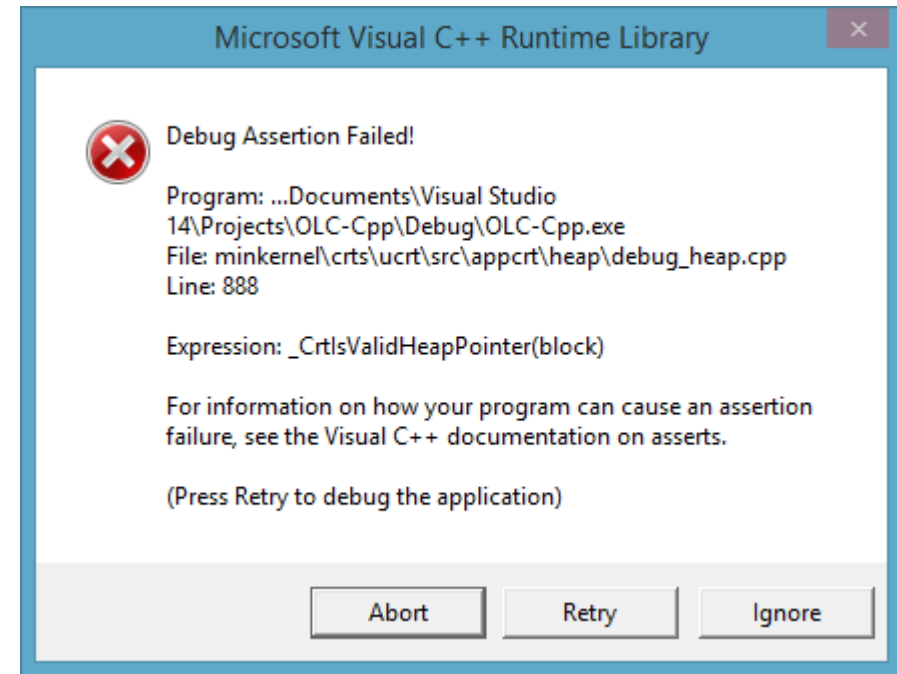 Microsoft Visual C++ Runtime Library
Debug Assertion Failed!
Program: ...Documents\Visual Studio
14\Projects\OLC-Cpp\Debug\OLC-Cpp.exe
File: minkernel\crts\ucrt\src\appcrt\heap\debug_heap.cpp
Line: 888
Expression: _CrtIsValidHeapPointer(block)
For information on how your program can cause an assertion
failure, see the Visual C++ documentation on asserts.
(Press Retry to debug the application)
Abort Retry Ignore